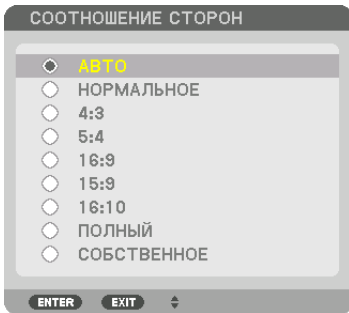 СООТНОШЕНИЕ СТОРОН
АВТО
НОРМАЛЬНОЕ
4:3
5:4
16:9
15:9
16:10
ПОЛНЫЙ
СОБСТВЕННОЕ
ENTER EXIT